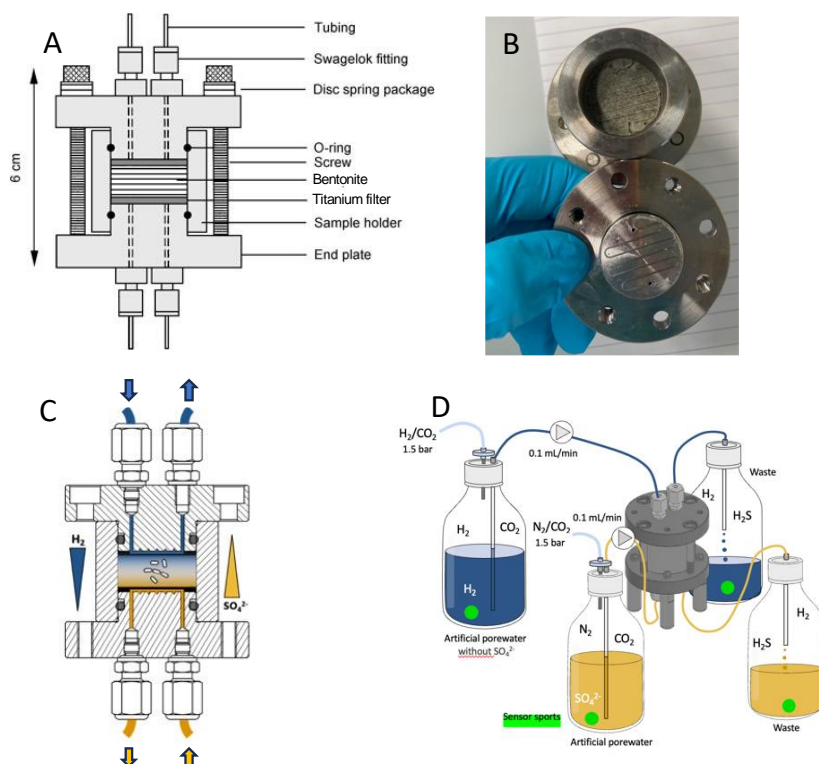 A
Tubing
Swagelok fitting
Disc spring package
O-ring
Screw
Bentonite
Titanium filter
Sample holder
End plate
6 cm
B
C
H₂
SO₄²⁻
D
H₂/CO₂
1.5 bar
0.1 mL/min
Waste
H₂
H₂S
N₂/CO₂
1.5 bar
0.1 mL/min
H₂
CO₂
H₂
Artificial porewater
without SO₄²⁻
N₂
CO₂
SO₄²⁻
H₂
H₂S
Sensor sports
Artificial porewater
Waste